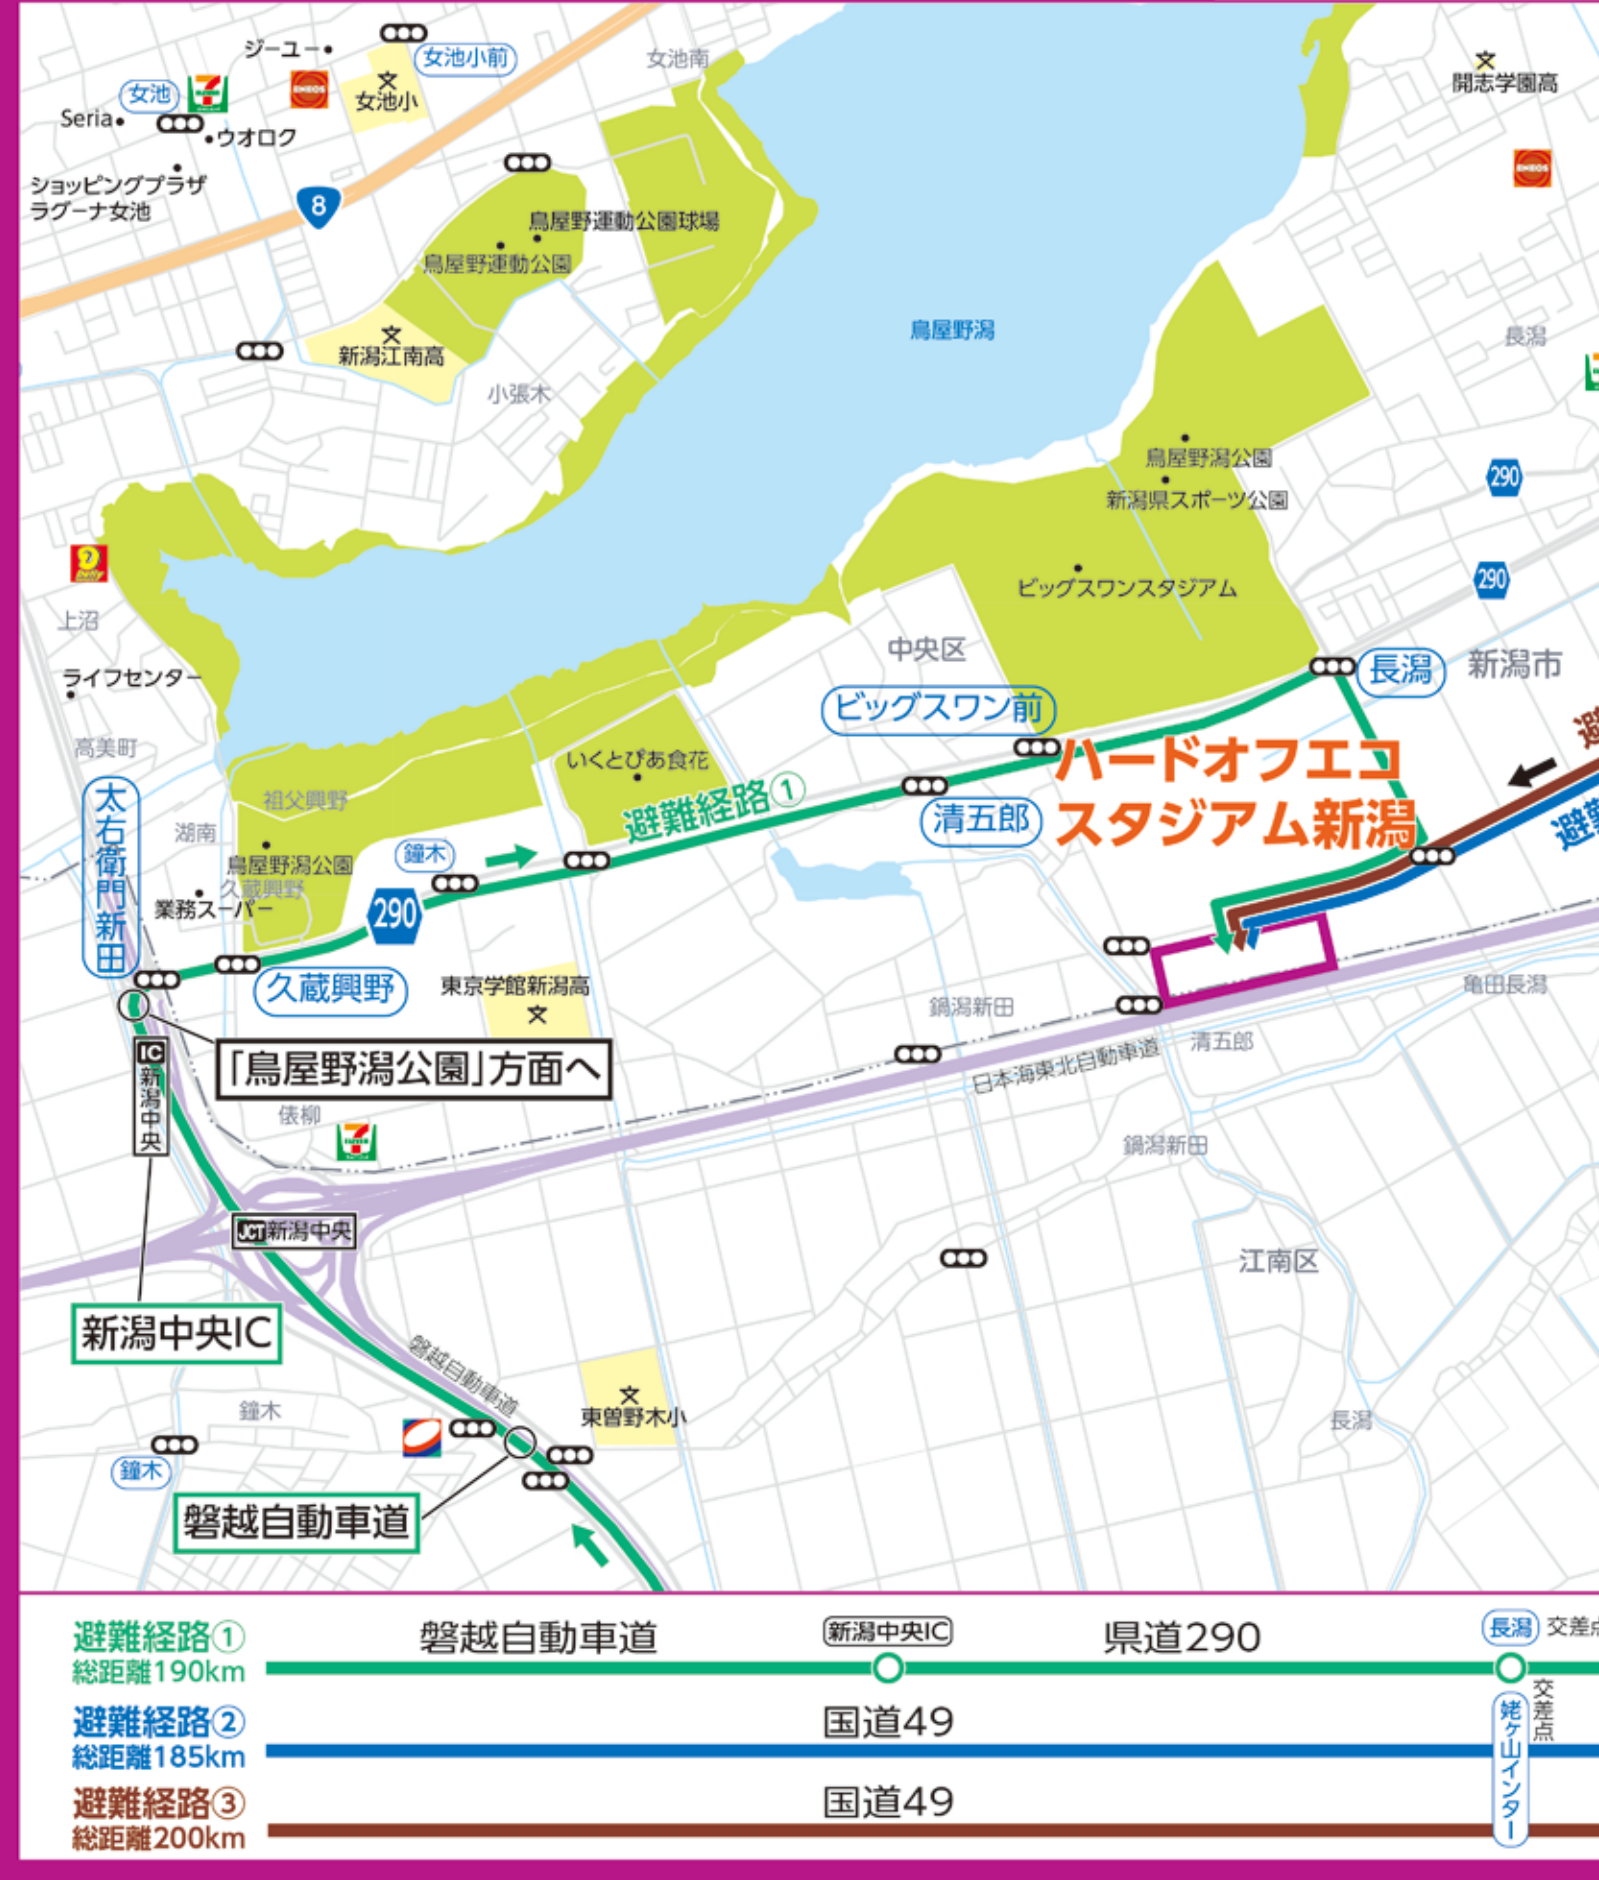 ジーユー
女池小前
女池南
文
開志学園高
女池
文
女池小
ENEOS
Seria
ウオロク
ENEOS
ショッピングプラザ
ラグーナ女池
8
鳥屋野運動公園球場
鳥屋野運動公園
鳥屋野潟
長潟
文
新潟江南高
小張木
鳥屋野潟公園
290
新潟県スポーツ公園
上沼
290
ビッグスワンスタジアム
中央区
長潟
新潟市
ライフセンター
ビッグスワン前
高美町
いくとぴあ食花
ハードオフエコ
スタジアム新潟
避難経路①
清五郎
祖父興野
湖南
太右衛門新田
鐘木
鳥屋野潟公園
久蔵興野
業務スーパー
290
久蔵興野
東京学館新潟高
文
鍋潟新田
亀田長潟
「鳥屋野潟公園」方面へ
清五郎
日本海東北自動車道
IC新潟中央
俵柳
鍋潟新田
JCT新潟中央
江南区
新潟中央IC
磐越自動車道
文
東曽野木小
鐘木
長潟
鐘木
磐越自動車道
避難経路①
総距離190km
磐越自動車道
新潟中央IC
県道290
長潟 交差点
避難経路②
総距離185km
国道49
姥ヶ山インター
交差点
避難経路③
総距離200km
国道49